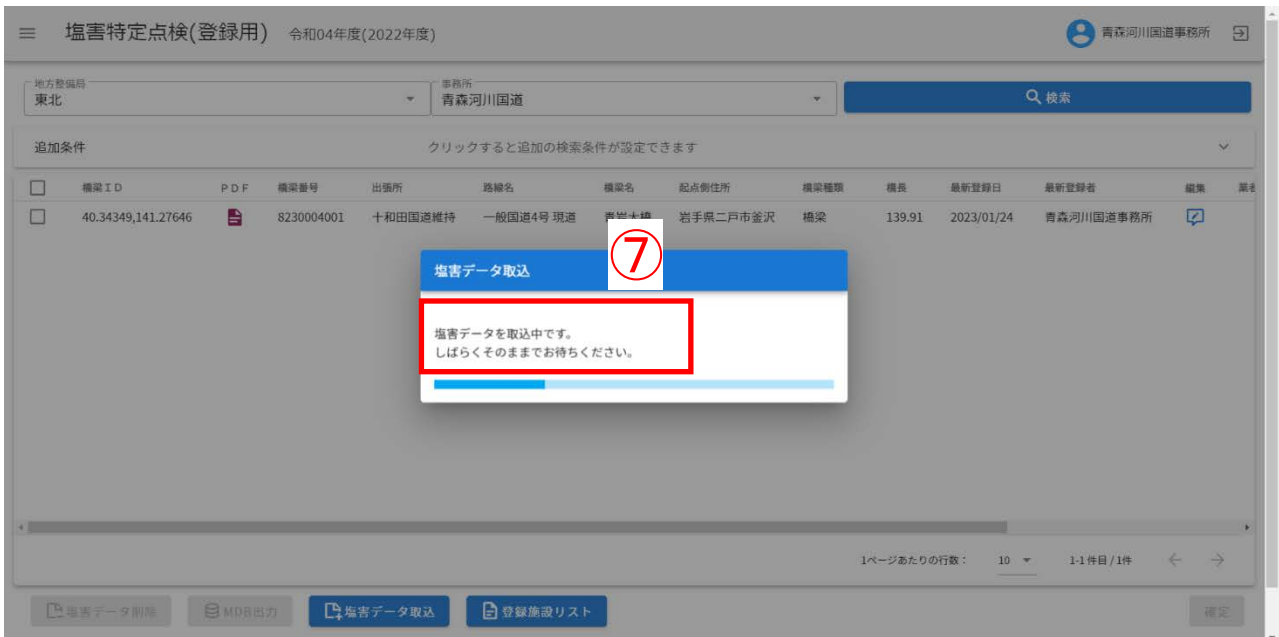 塩害特定点検(登録用) 令和04年度(2022年度) 青森河川国道事務所
地方整備局 事務所
東北 青森河川国道 検索
追加条件 クリックすると追加の検索条件が設定できます
橋梁ID PDF 橋梁番号 出張所 路線名 橋梁名 起点側住所 橋梁種類 橋長 最新登録日 最新登録者 編集
40.34349,141.27646 8230004001 十和田国道維持 一般国道4号 現道 岩手県二戸市釜沢 橋梁 139.91 2023/01/24 青森河川国道事務所
⑦
塩害データ取込
塩害データを取込中です。
しばらくそのままでお待ちください。
1ページあたりの行数: 10 1-1 件目 / 1件
塩害データ削除 MDB出力 塩害データ取込 登録施設リスト 確定